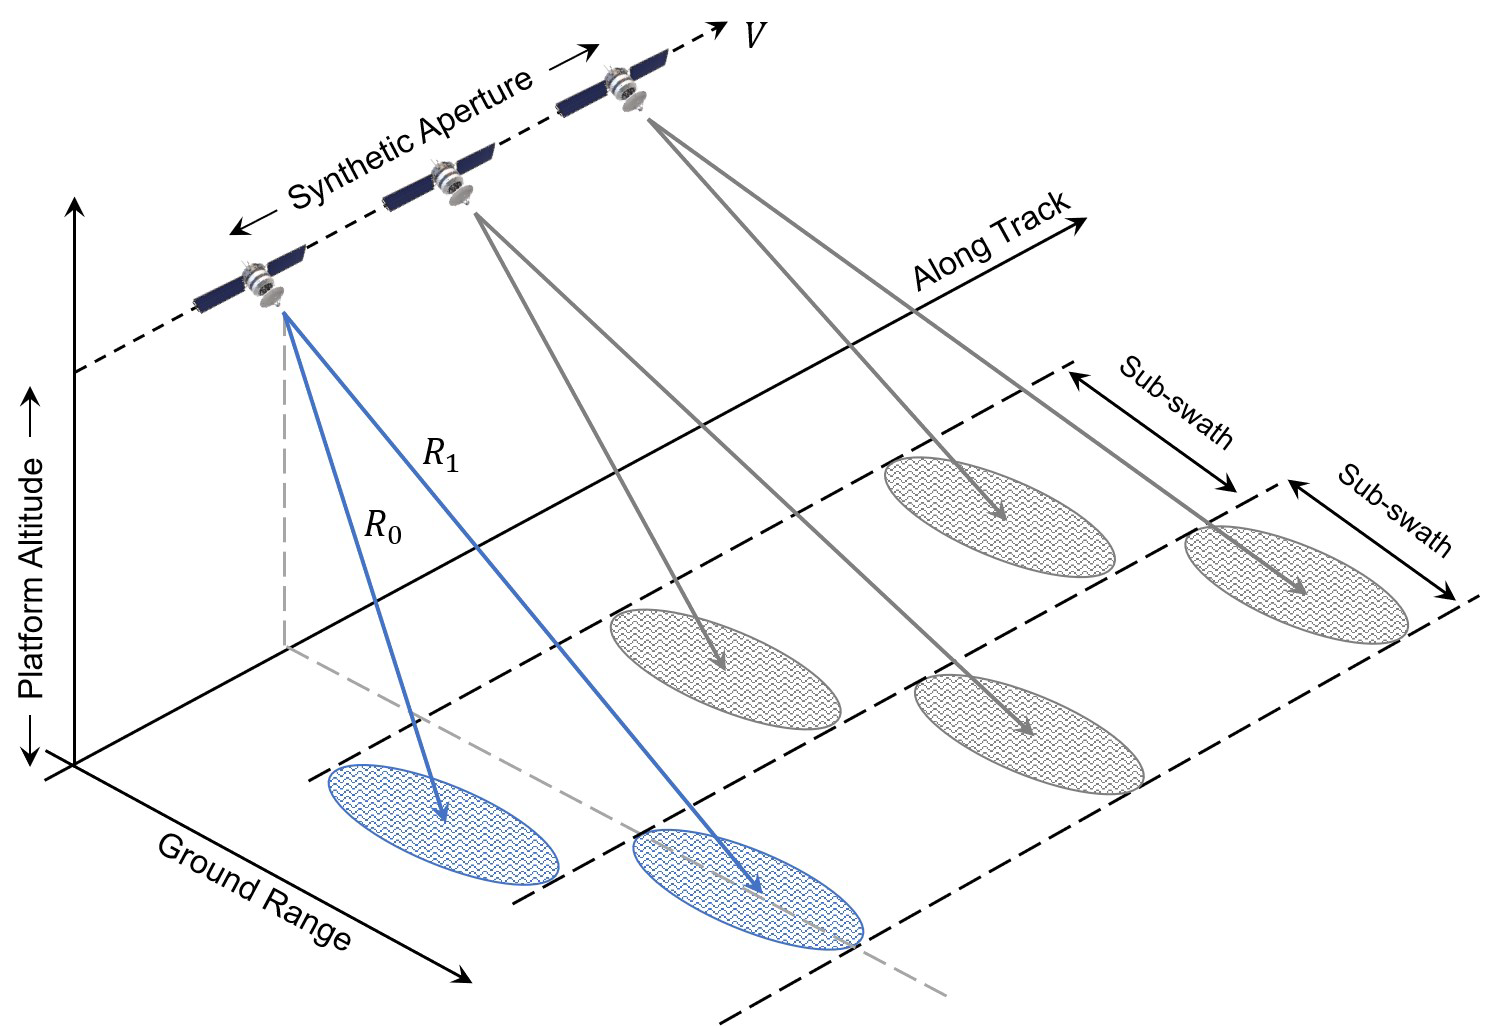 V
Synthetic Aperture
Along Track
Sub-swath
Sub-swath
R₁
R₀
Platform Altitude
Ground Range